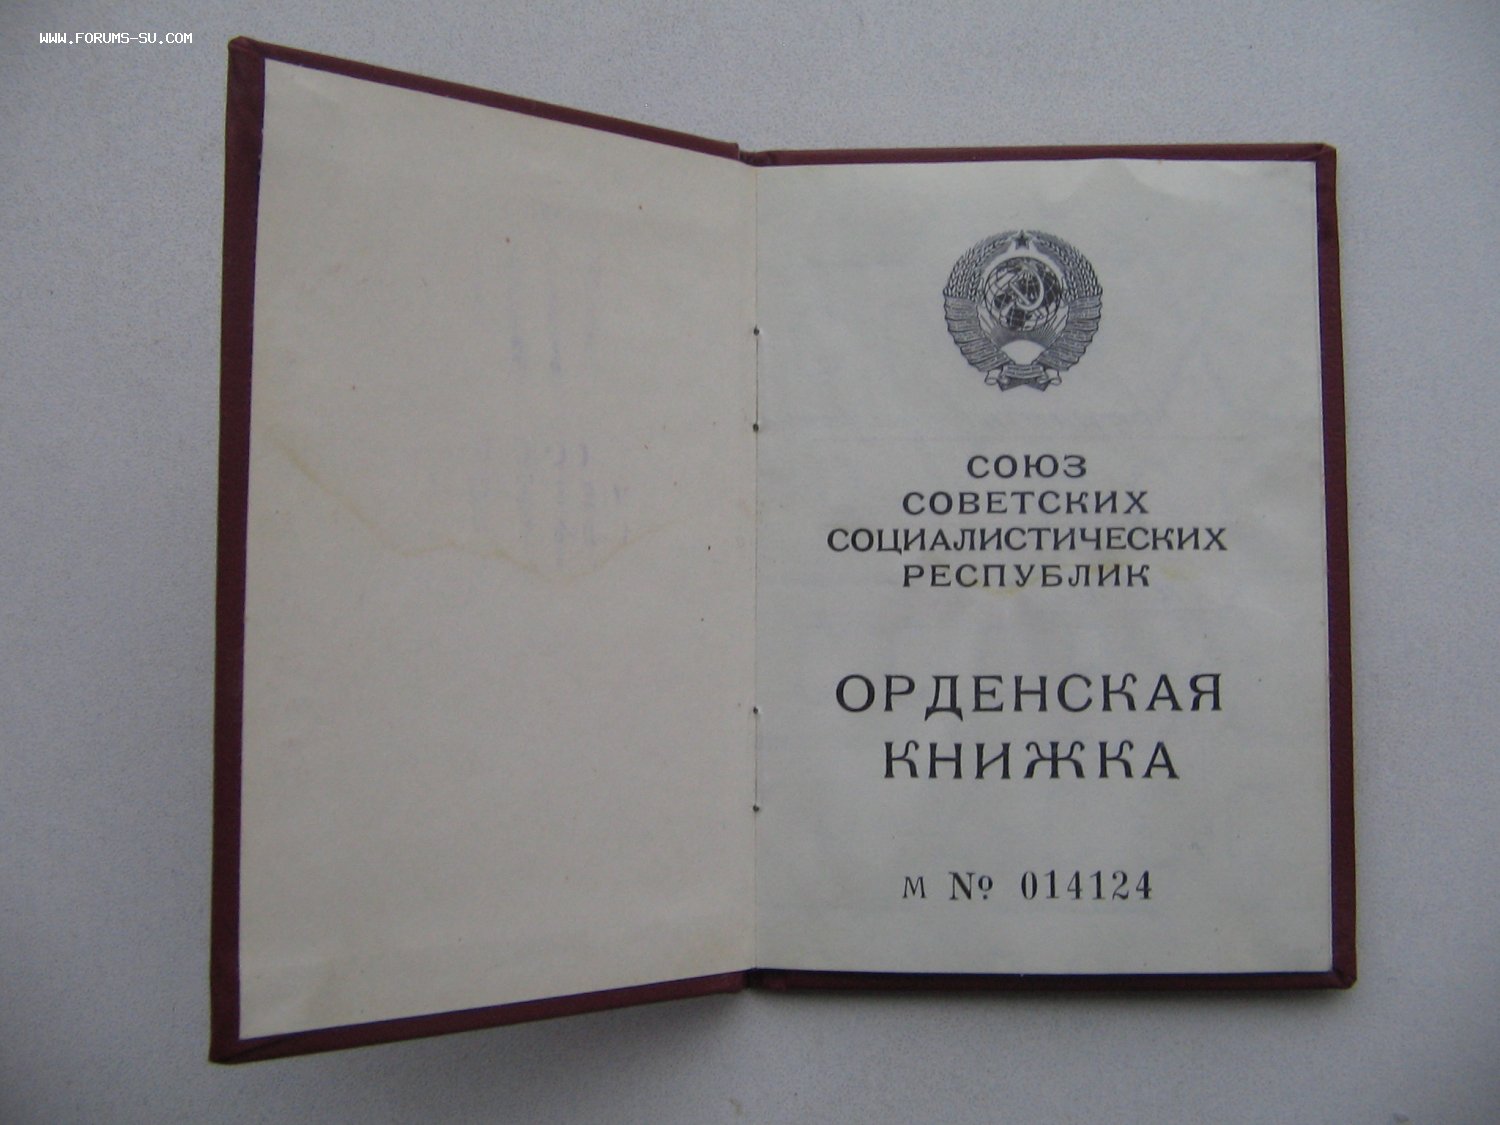 WWW.FORUMS-SU.COM
СОЮЗ
СОВЕТСКИХ
СОЦИАЛИСТИЧЕСКИХ
РЕСПУБЛИК
ОРДЕНСКАЯ
КНИЖКА
М № 014124